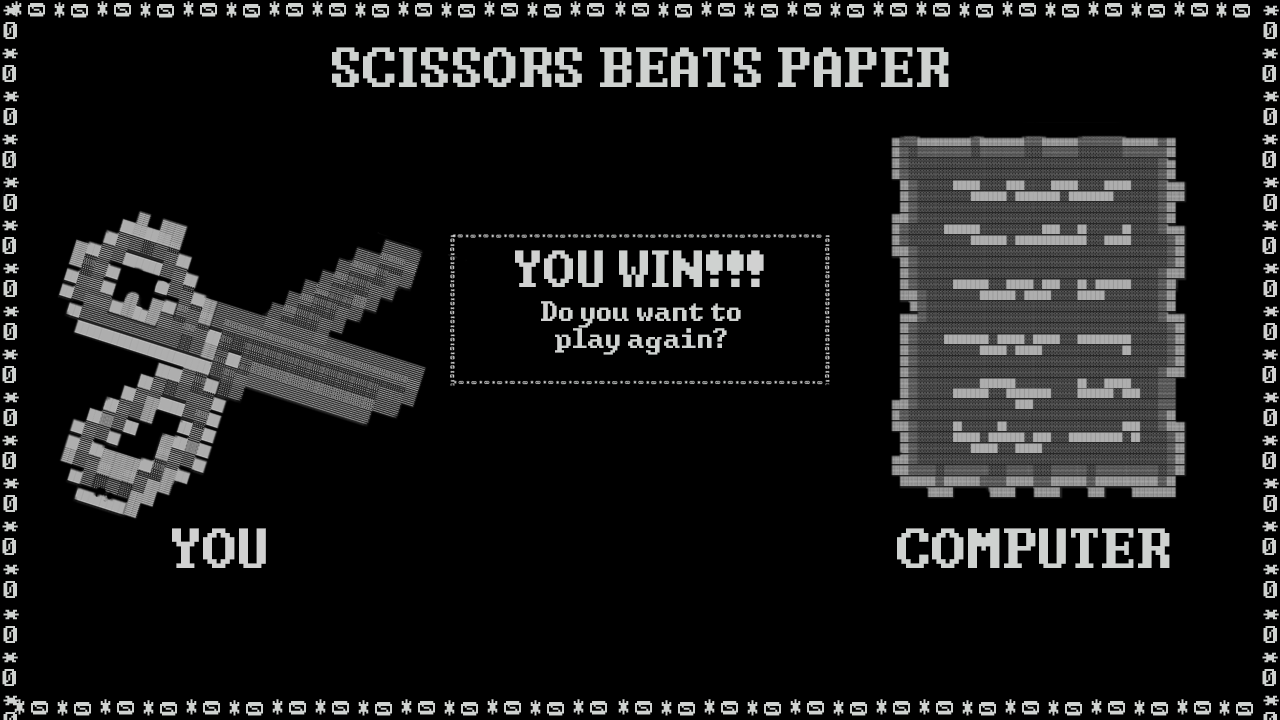 SCISSORS BEATS PAPER
YOU WIN!!!
Do you want to
play again?
YOU
COMPUTER